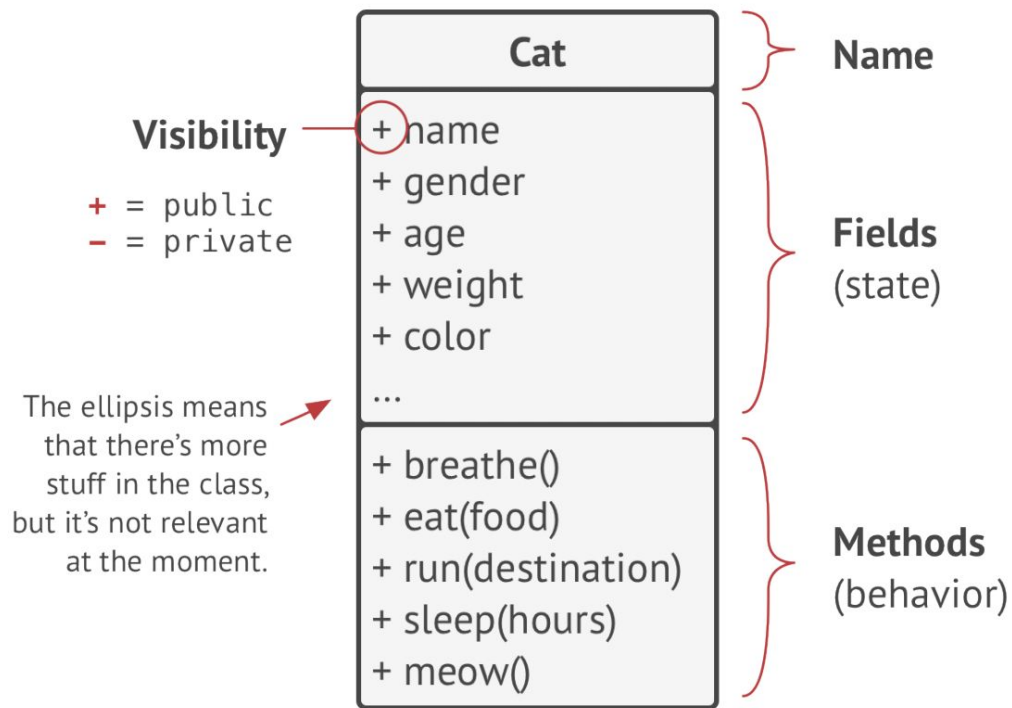 Cat
Name
Visibility
+ = public
− = private
+ name
+ gender
+ age
+ weight
+ color
...
Fields
(state)
The ellipsis means
that there’s more
stuff in the class,
but it’s not relevant
at the moment.
+ breathe()
+ eat(food)
+ run(destination)
+ sleep(hours)
+ meow()
Methods
(behavior)